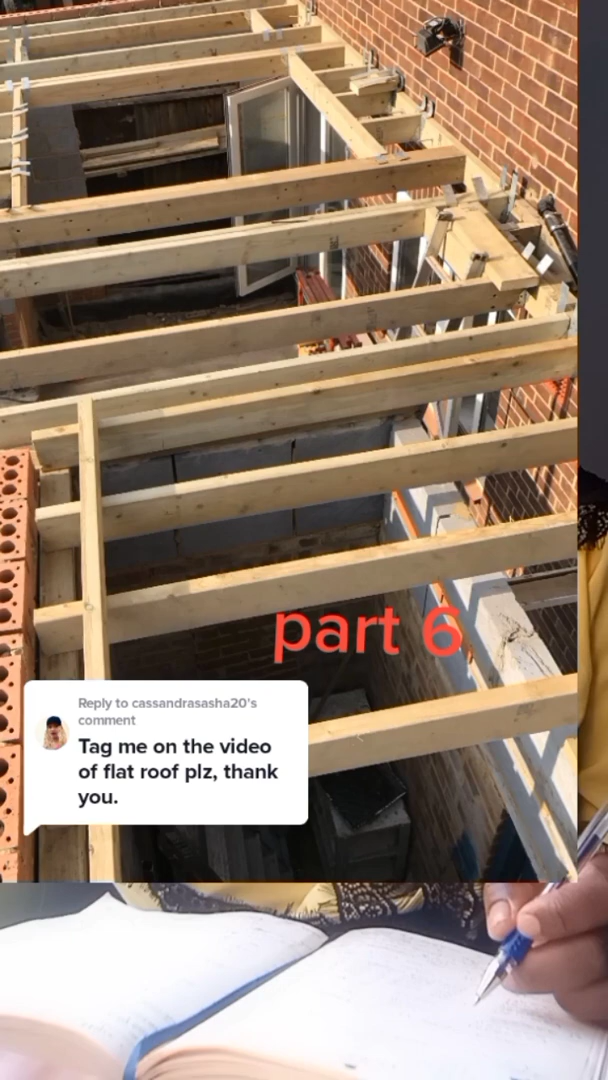 part 6
Reply to cassandrasasha20's
comment
Tag me on the video
of flat roof plz, thank
you.